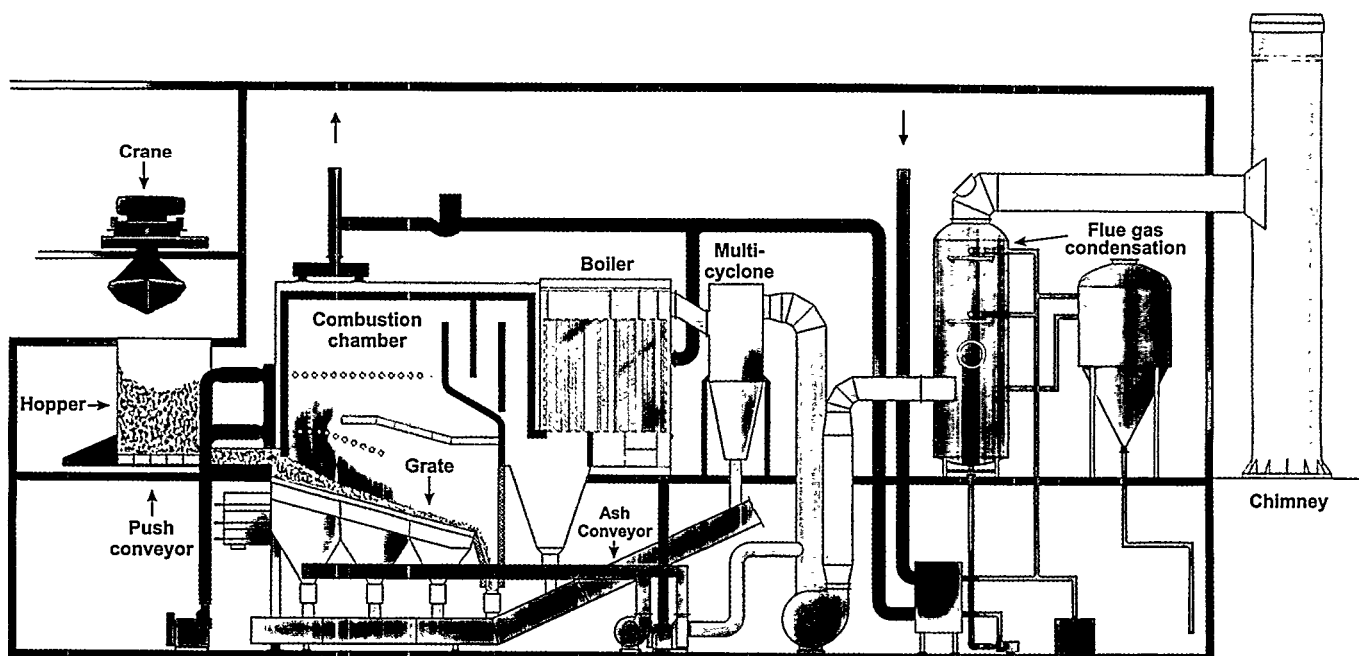 Crane
Hopper
Push
conveyor
Combustion
chamber
Grate
Boiler
Multi-
cyclone
Ash
Conveyor
Flue gas
condensation
Chimney